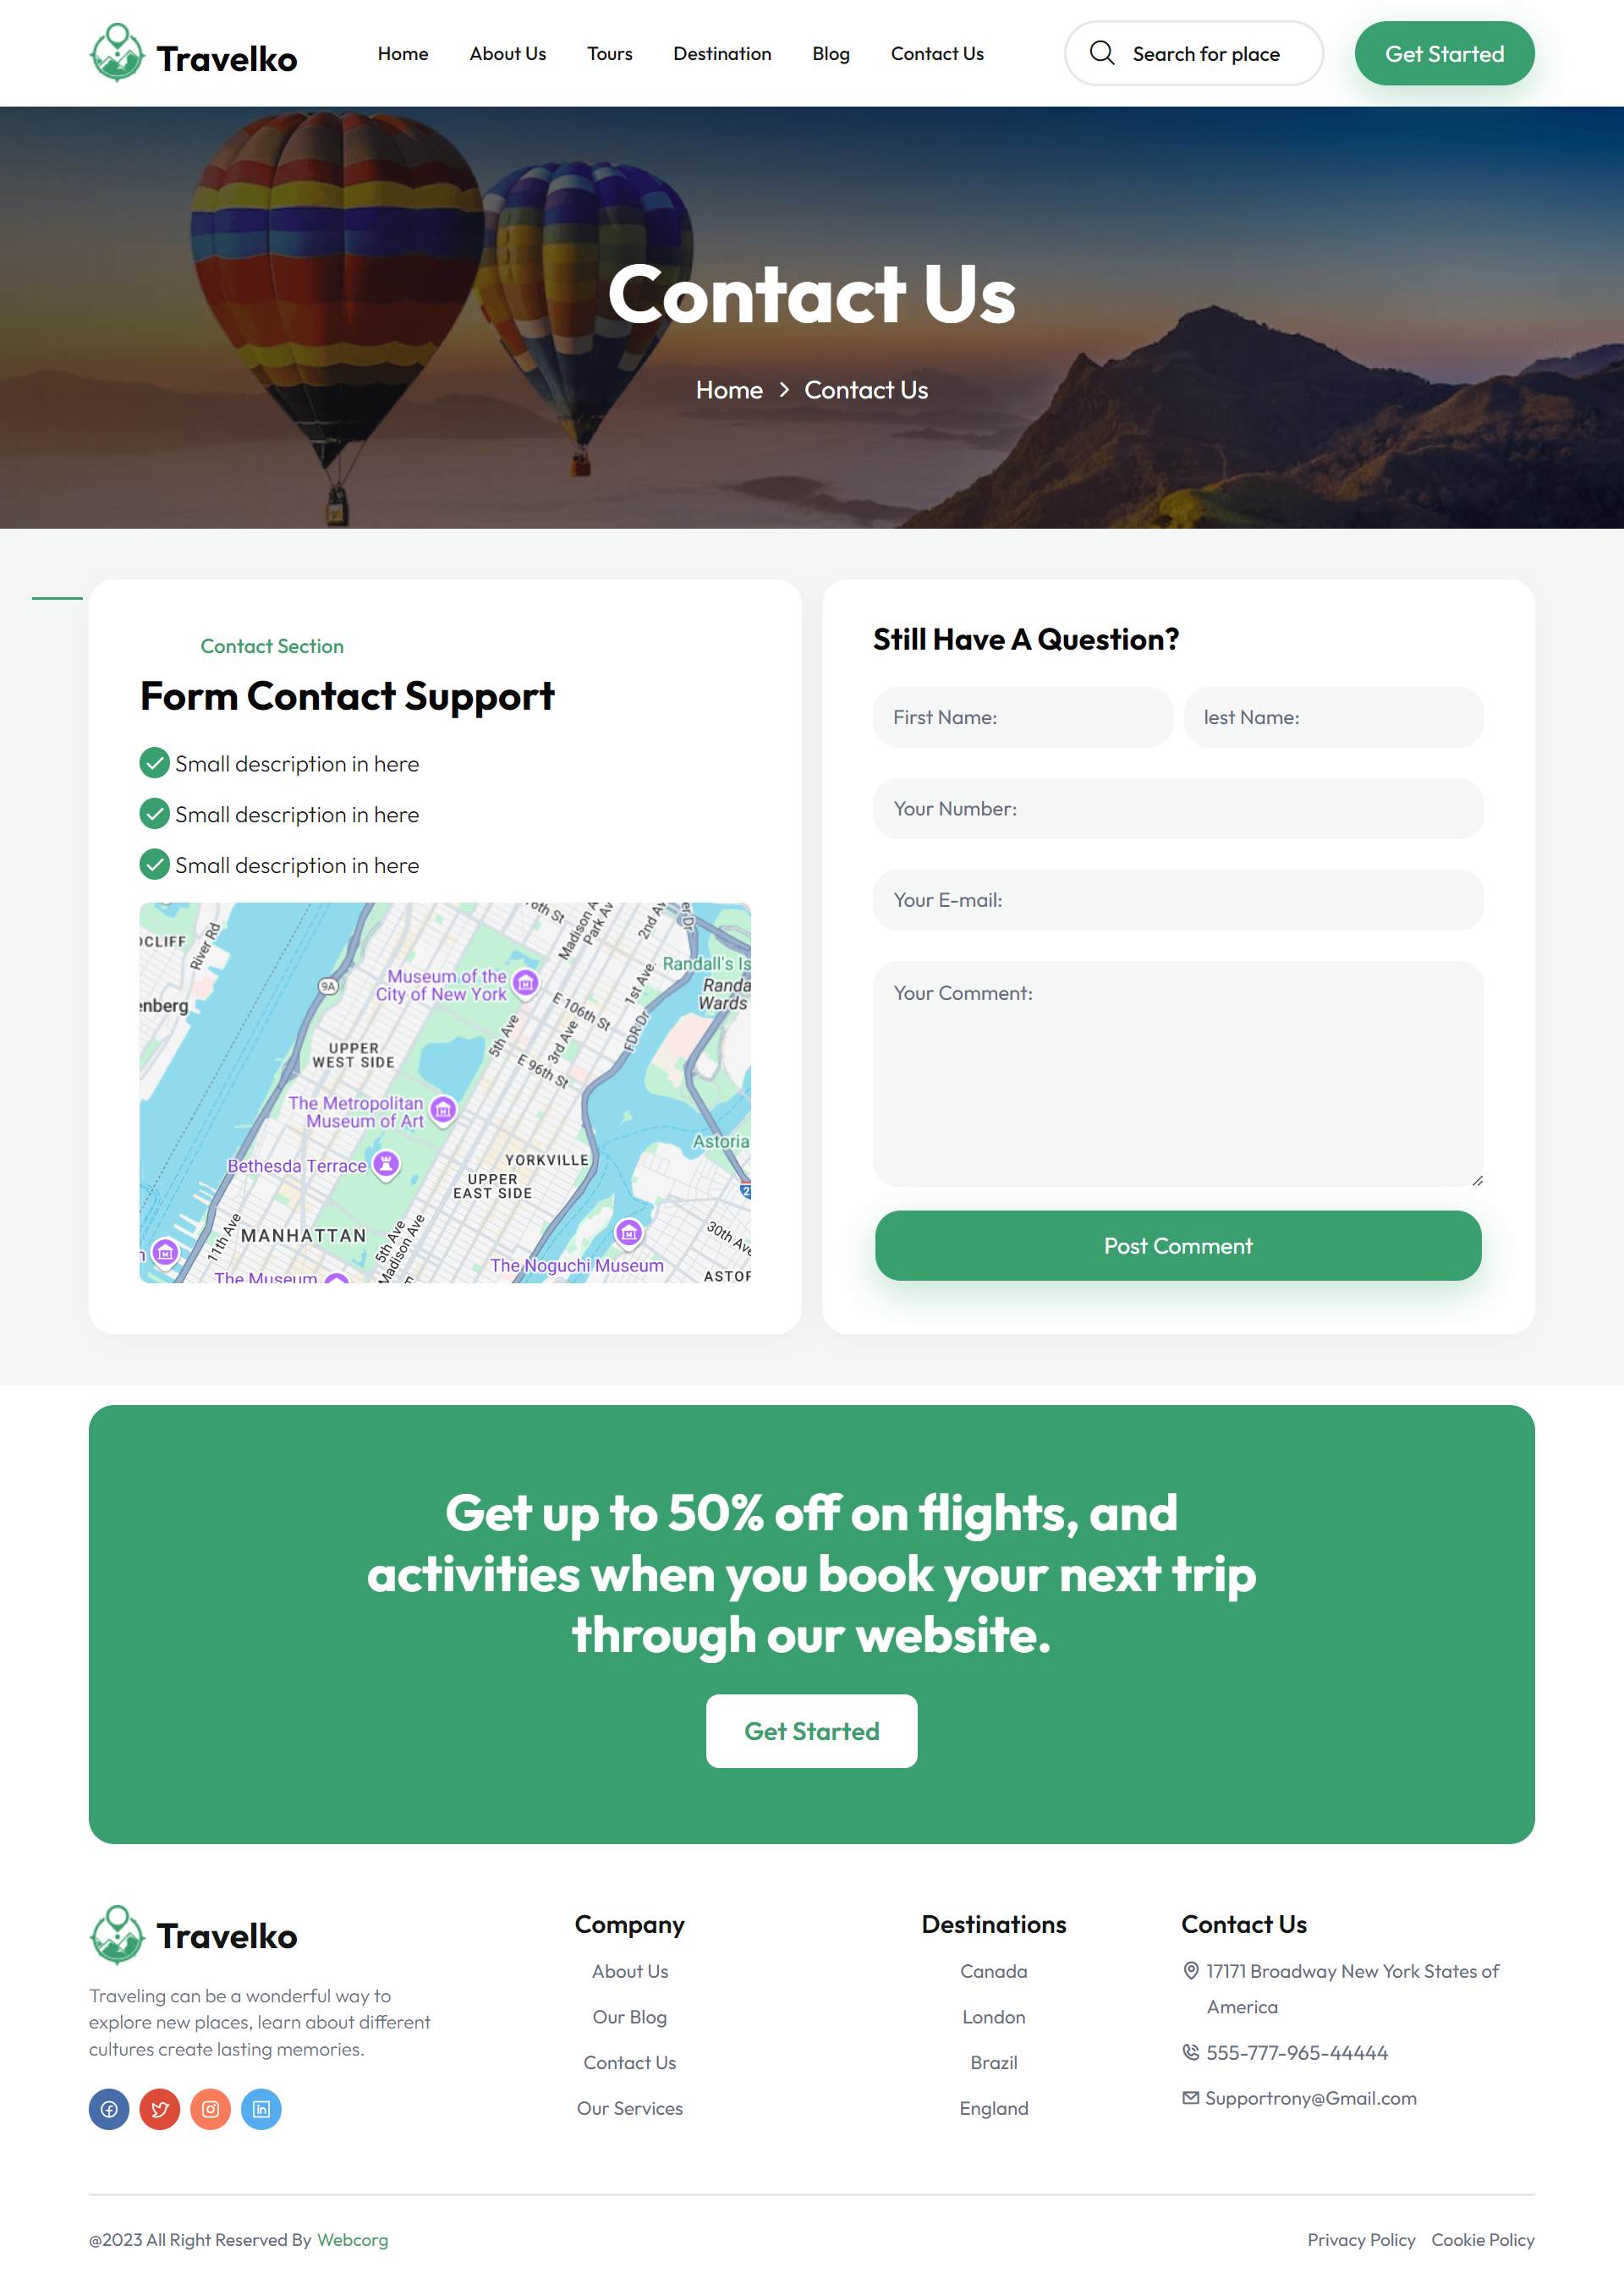 Travelko
Home
About Us
Tours
Destination
Blog
Contact Us
Search for place
Get Started
Contact Us
Home > Contact Us
Contact Section
Form Contact Support
Small description in here
Small description in here
Small description in here
River Rd
9A
Museum of the
City of New York
Madison A
Park Av
2nd Av
Randall's Is
Randa
Wards
1st Ave
E 106th St
FDR Dr
5th Ave
3rd Ave
E 96th St
UPPER
WEST SIDE
The Metropolitan
Museum of Art
Astoria
Bethesda Terrace
YORKVILLE
UPPER
EAST SIDE
11th Ave
MANHATTAN
5th Ave
Madison Ave
30th Ave
The Noguchi Museum
The Museum
Still Have A Question?
First Name:
lest Name:
Your Number:
Your E-mail:
Your Comment:
Post Comment
Get up to 50% off on flights, and
activities when you book your next trip
through our website.
Get Started
Travelko
Traveling can be a wonderful way to
explore new places, learn about different
cultures create lasting memories.
Company
About Us
Our Blog
Contact Us
Our Services
Destinations
Canada
London
Brazil
England
Contact Us
17171 Broadway New York States of
America
555-777-965-44444
Supportrony@Gmail.com
@2023 All Right Reserved By Webcorg
Privacy Policy
Cookie Policy